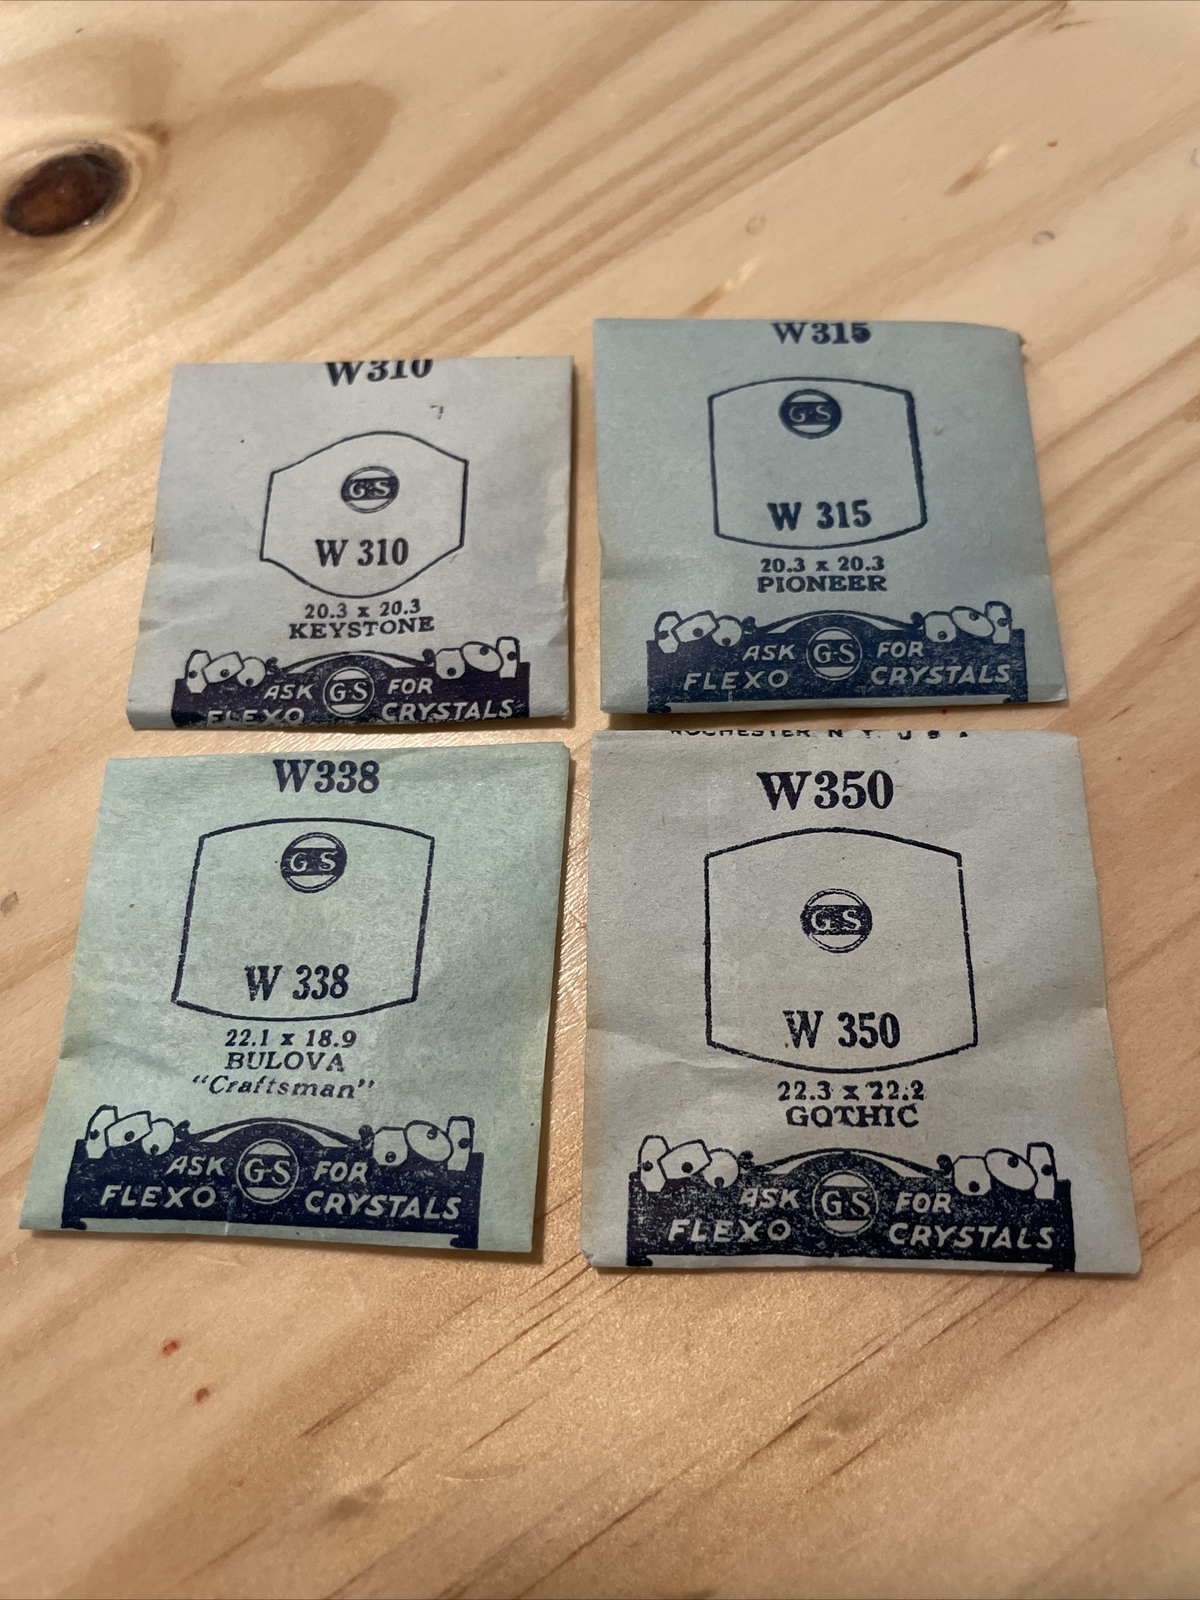 W310
G-S
W 310
20.3 x 20.3
KEYSTONE
ASK G-S FOR
FLEXO CRYSTALS
W315
G-S
W 315
20.3 x 20.3
PIONEER
ASK G-S FOR
FLEXO CRYSTALS
W338
G-S
W 338
22.1 x 18.9
BULOVA
"Craftsman"
ASK G-S FOR
FLEXO CRYSTALS
ROCHESTER N Y. U S A
W350
G-S
W 350
22.3 x 22.2
GOTHIC
ASK G-S FOR
FLEXO CRYSTALS